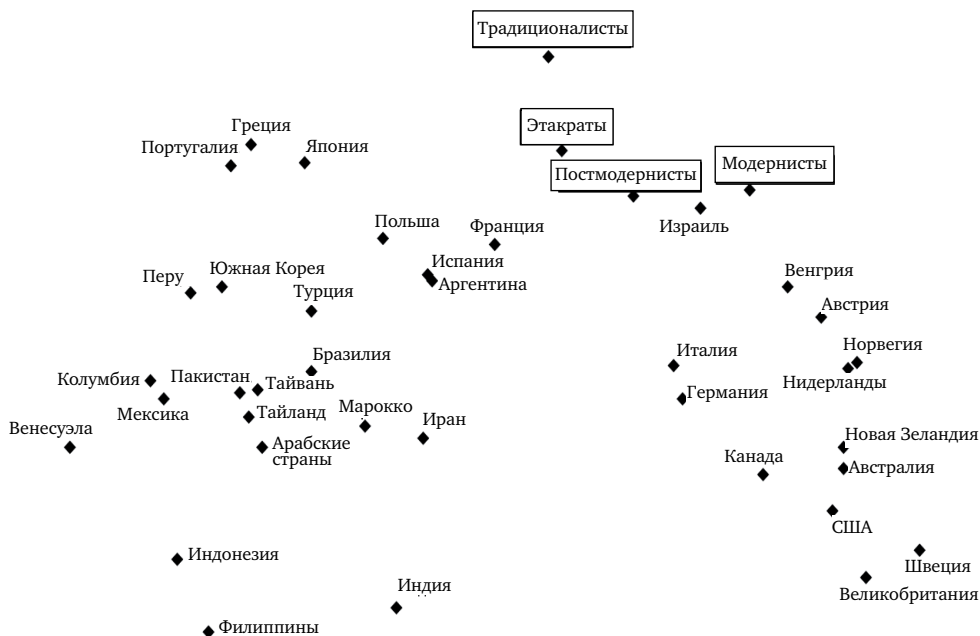 Традиционалисты
Этакраты
Греция
Португалия
Япония
Модернисты
Постмодернисты
Польша
Франция
Израиль
Испания
Южная Корея
Перу
Аргентина
Венгрия
Турция
Австрия
Бразилия
Италия
Норвегия
Колумбия
Пакистан
Тайвань
Нидерланды
Германия
Мексика
Тайланд
Марокко
Иран
Венесуэла
Новая Зеландия
Арабские
страны
Канада
Австралия
США
Индонезия
Швеция
Индия
Великобритания
Филиппины